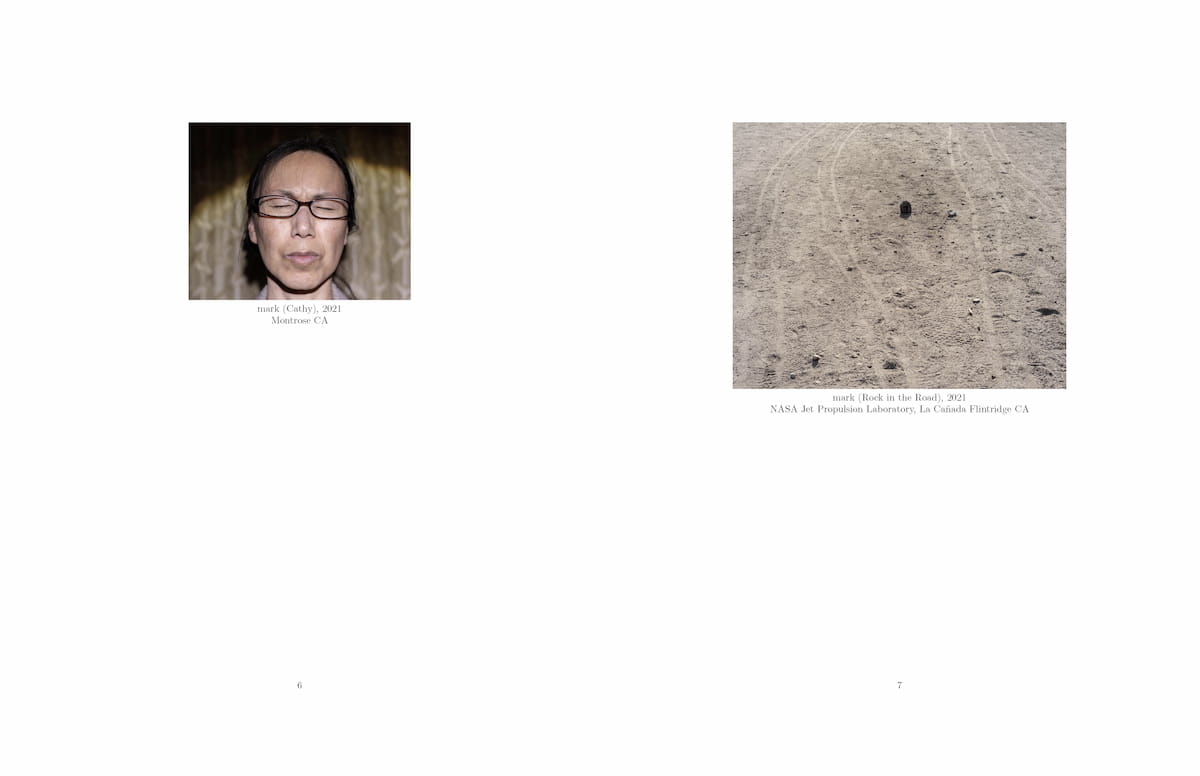 mark (Cathy), 2021
Montrose CA
mark (Rock in the Road), 2021
NASA Jet Propulsion Laboratory, La Cañada Flintridge CA
6
7